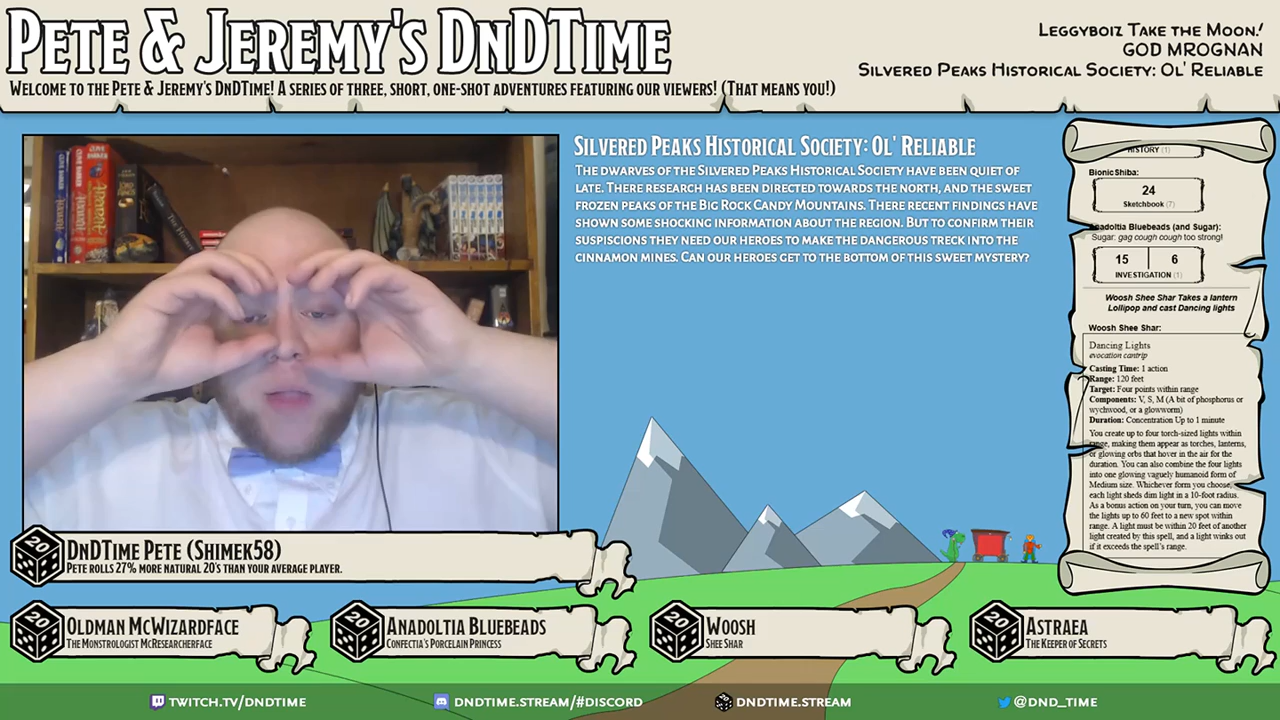 Pete & Jeremy's DnDTime
Welcome to the Pete & Jeremy's DnDTime! A series of three, short, one-shot adventures featuring our viewers! (That means you!)
Leggyboiz Take the Moon!
GOD MROGNAN
Silvered Peaks Historical Society: Ol' Reliable
Silvered Peaks Historical Society: Ol' Reliable
The dwarves of the Silvered Peaks Historical Society have been quiet of
late. There research has been directed towards the north, and the sweet
frozen peaks of the Big Rock Candy Mountains. There recent findings have
shown some shocking information about the region. But to confirm their
suspiscions they need our heroes to make the dangerous treck into the
cinnamon mines. Can our heroes get to the bottom of this sweet mystery?
HISTORY (1)
BionicShiba:
24
Sketchbook (7)
Anadoltia Bluebeads (and Sugar):
Sugar: gag cough cough too strong!
15 6
INVESTIGATION (1)
Woosh Shee Shar Takes a lantern
Lollipop and cast Dancing lights
Woosh Shee Shar:
Dancing Lights
evocation cantrip
Casting Time: 1 action
Range: 120 feet
Target: Four points within range
Components: V, S, M (A bit of phosphorus or
wychwood, or a glowworm)
Duration: Concentration Up to 1 minute
You create up to four torch-sized lights within
range, making them appear as torches, lanterns,
or glowing orbs that hover in the air for the
duration. You can also combine the four lights
into one glowing vaguely humanoid form of
Medium size. Whichever form you choose,
each light sheds dim light in a 10-foot radius.
As a bonus action on your turn, you can move
the lights up to 60 feet to a new spot within
range. A light must be within 20 feet of another
light created by this spell, and a light winks out
if it exceeds the spell's range.
20
DnDTime Pete (Shimek58)
Pete rolls 27% more natural 20's than your average player.
20
Oldman McWizardface
The Monstrologist McResearcherface
20
Anadoltia Bluebeads
Confectia's Porcelain Princess
20
Woosh
Shee Shar
20
Astraea
The Keeper of Secrets
TWITCH.TV/DNDTIME
DNDTIME.STREAM/#DISCORD
DNDTIME.STREAM
@DND_TIME